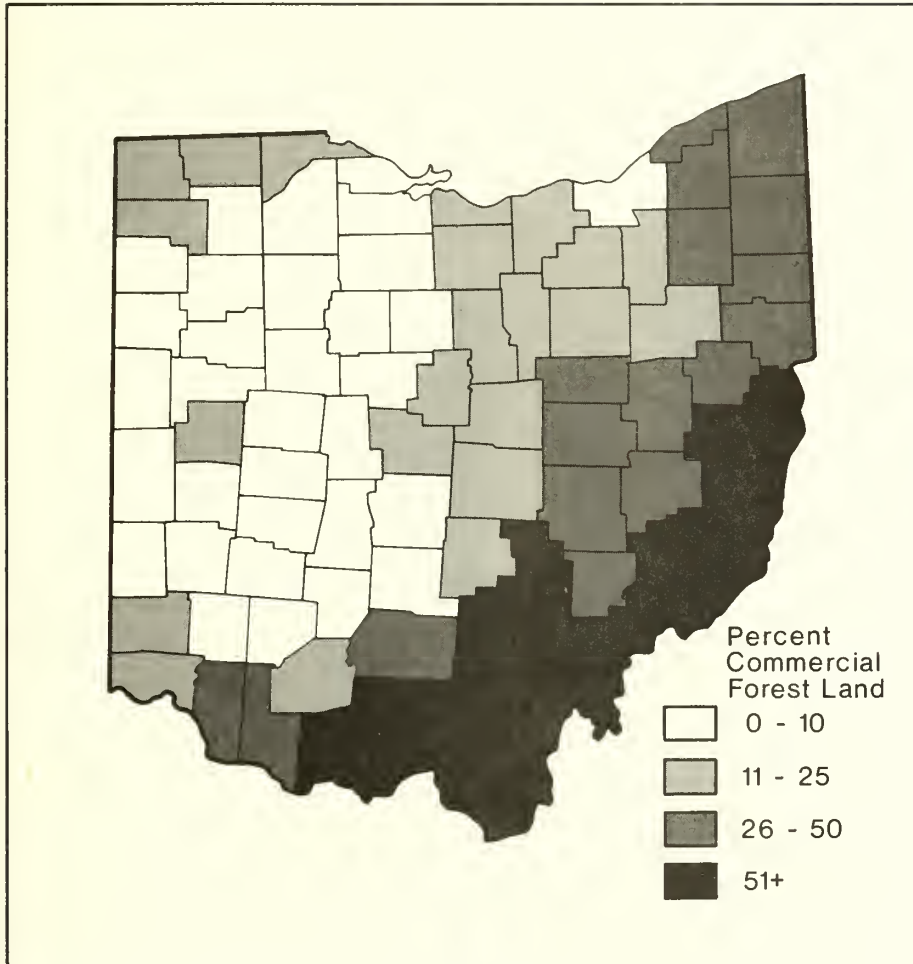 Percent
Commercial
Forest Land
0 - 10
11 - 25
26 - 50
51+